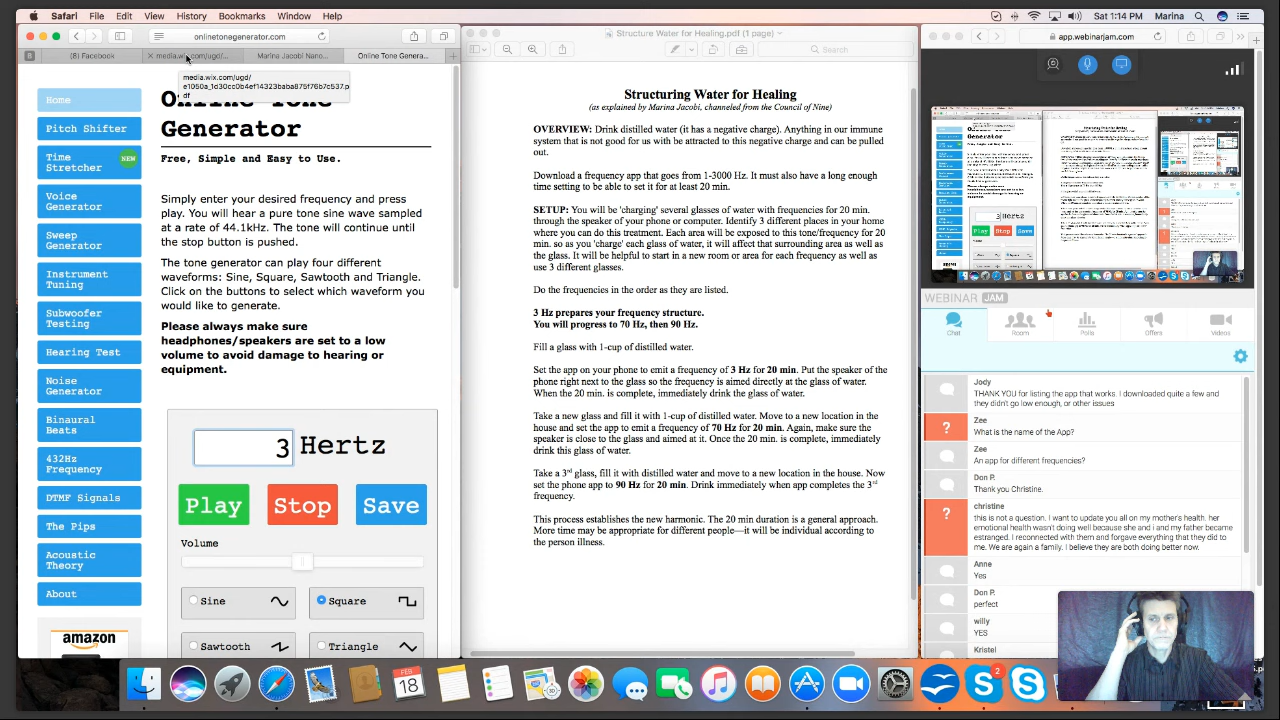 Safari File Edit View History Bookmarks Window Help
Sat 1:14 PM Marina
onlinetonegenerator.com
(8) Facebook
media.wix.com/ugd/...
Marina Jacobi Nano...
Online Tone Genera...
media.wix.com/ugd/
e1050a_1d30cc0b4ef14323baba875f76b7c537.p
df
Home
Pitch Shifter
Time
Stretcher
NEW
Voice
Generator
Sweep
Generator
Instrument
Tuning
Subwoofer
Testing
Hearing Test
Noise
Generator
Binaural
Beats
432Hz
Frequency
DTMF Signals
The Pips
Acoustic
Theory
About
amazon
Online Tone
Generator
Free, Simple and Easy to Use.
Simply enter your desired frequency and press
play. You will hear a pure tone sine wave sampled
at a rate of 44.1kHz. The tone will continue until
the stop button is pushed.
The tone generator can play four different
waveforms: Sine, Square, Sawtooth and Triangle.
Click on the buttons to select which waveform you
would like to generate.
Please always make sure
headphones/speakers are set to a low
volume to avoid damage to hearing or
equipment.
3 Hertz
Play Stop Save
Volume
Sine Square
Sawtooth Triangle
Structure Water for Healing.pdf (1 page)
Search
Structuring Water for Healing
(as explained by Marina Jacobi, channeled from the Council of Nine)
OVERVIEW: Drink distilled water (it has a negative charge). Anything in our immune
system that is not good for us with be attracted to this negative charge and can be pulled
out.
Download a frequency app that goes from 1-3000 Hz. It must also have a long enough
time setting to be able to set it for at least 20 min.
SETUP: You will be 'charging' several glasses of water with frequencies for 20 min.
through the speaker of your phone or computer. Identify 3 different places in your home
where you can do this treatment. Each area will be exposed to this tone/frequency for 20
min. so as you 'charge' each glass of water, it will affect that surrounding area as well as
the glass. It will be helpful to start in a new room or area for each frequency as well as
use 3 different glasses.
Do the frequencies in the order as they are listed.
3 Hz prepares your frequency structure.
You will progress to 70 Hz, then 90 Hz.
Fill a glass with 1-cup of distilled water.
Set the app on your phone to emit a frequency of 3 Hz for 20 min. Put the speaker of the
phone right next to the glass so the frequency is aimed directly at the glass of water.
When the 20 min. is complete, immediately drink the glass of water.
Take a new glass and fill it with 1-cup of distilled water. Move to a new location in the
house and set the app to emit a frequency of 70 Hz for 20 min. Again, make sure the
speaker is close to the glass and aimed at it. Once the 20 min. is complete, immediately
drink this glass of water.
Take a 3rd glass, fill it with distilled water and move to a new location in the house. Now
set the phone app to 90 Hz for 20 min. Drink immediately when app completes the 3rd
frequency.
This process establishes the new harmonic. The 20 min duration is a general approach.
More time may be appropriate for different people—it will be individual according to
the person illness.
app.webinarjam.com
WEBINAR JAM
Chat Room Polls Offers Videos
Jody
THANK YOU for listing the app that works. I downloaded quite a few and
they didn't go low enough, or other issues
Zee
What is the name of the App?
Zee
An app for different frequencies?
Don P.
Thank you Christine.
christine
this is not a question. I want to update you all on my mother's health. her
emotional health wasn't doing well because she and i and my father became
estranged. I reconnected with them and forgave everything that they did to
me. We are again a family. I believe they are both doing better now.
Anne
Yes
Don P.
perfect
willy
YES
Kristel
FEB
18
2